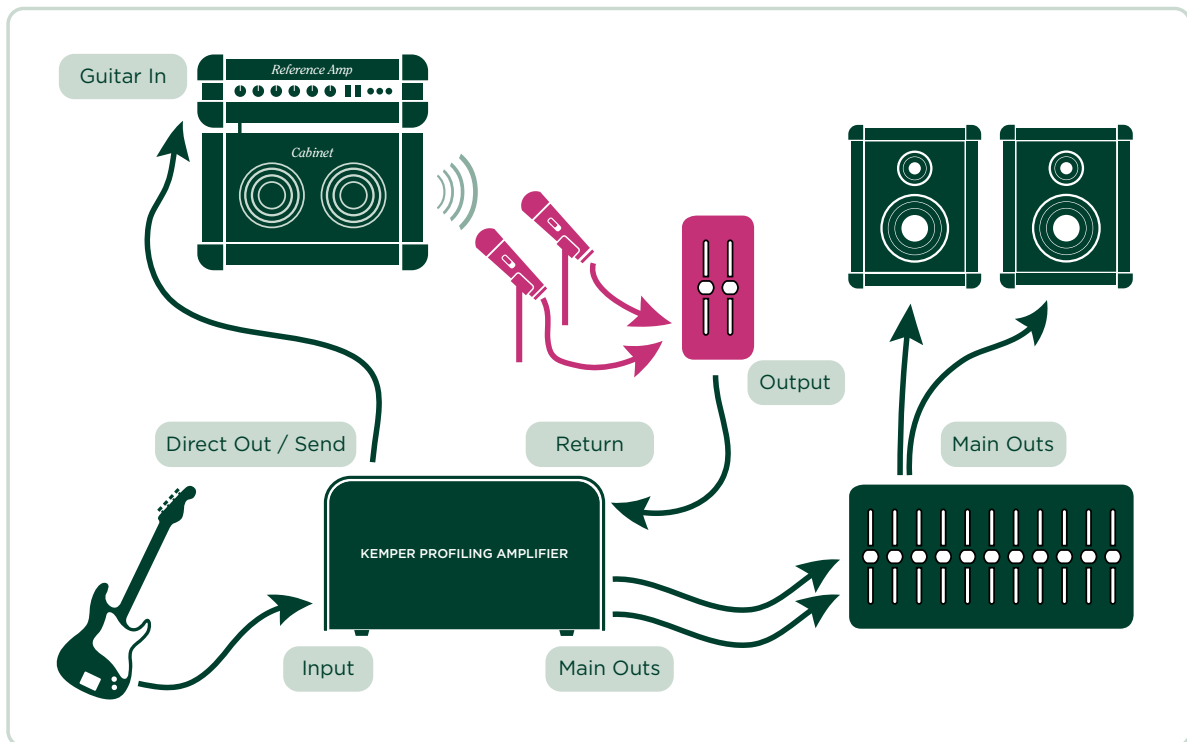 Guitar In
Reference Amp
Cabinet
Output
Direct Out / Send
Return
Main Outs
KEMPER PROFILING AMPLIFIER
Input
Main Outs